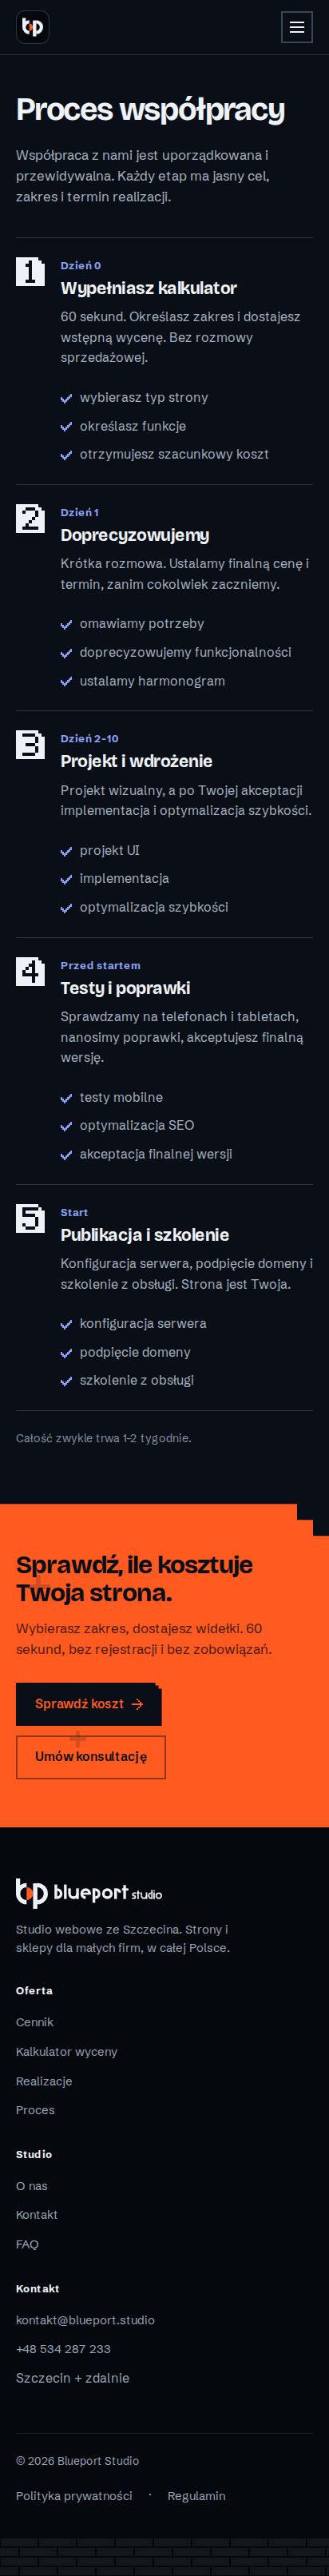 bp
Proces współpracy
Współpraca z nami jest uporządkowana i
przewidywalna. Każdy etap ma jasny cel,
zakres i termin realizacji.
1
Dzień 0
Wypełniasz kalkulator
60 sekund. Określasz zakres i dostajesz
wstępną wycenę. Bez rozmowy
sprzedażowej.
wybierasz typ strony
określasz funkcje
otrzymujesz szacunkowy koszt
2
Dzień 1
Doprecyzowujemy
Krótka rozmowa. Ustalamy finalną cenę i
termin, zanim cokolwiek zaczniemy.
omawiamy potrzeby
doprecyzowujemy funkcjonalności
ustalamy harmonogram
3
Dzień 2-10
Projekt i wdrożenie
Projekt wizualny, a po Twojej akceptacji
implementacja i optymalizacja szybkości.
projekt UI
implementacja
optymalizacja szybkości
4
Przed startem
Testy i poprawki
Sprawdzamy na telefonach i tabletach,
nanosimy poprawki, akceptujesz finalną
wersję.
testy mobilne
optymalizacja SEO
akceptacja finalnej wersji
5
Start
Publikacja i szkolenie
Konfiguracja serwera, podpięcie domeny i
szkolenie z obsługi. Strona jest Twoja.
konfiguracja serwera
podpięcie domeny
szkolenie z obsługi
Całość zwykle trwa 1-2 tygodnie.
Sprawdź, ile kosztuje
Twoja strona.
Wybierasz zakres, dostajesz widełki. 60
sekund, bez rejestracji i bez zobowiązań.
Sprawdź koszt →
Umów konsultację
bp blueport studio
Studio webowe ze Szczecina. Strony i
sklepy dla małych firm, w całej Polsce.
Oferta
Cennik
Kalkulator wyceny
Realizacje
Proces
Studio
O nas
Kontakt
FAQ
Kontakt
kontakt@blueport.studio
+48 534 287 233
Szczecin + zdalnie
© 2026 Blueport Studio
Polityka prywatności · Regulamin